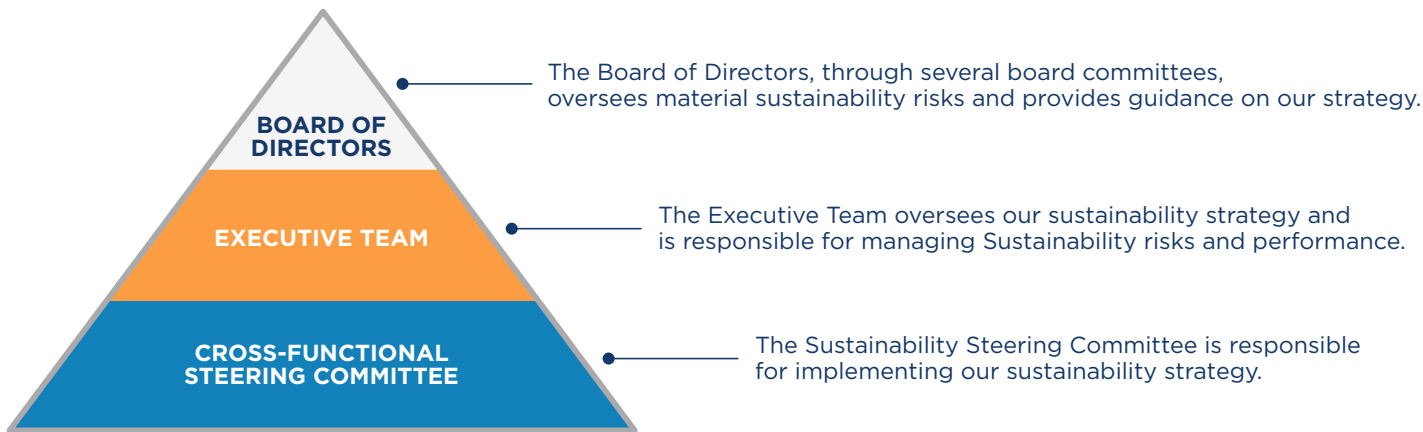 BOARD OF
DIRECTORS
The Board of Directors, through several board committees,
oversees material sustainability risks and provides guidance on our strategy.
EXECUTIVE TEAM
The Executive Team oversees our sustainability strategy and
is responsible for managing Sustainability risks and performance.
CROSS-FUNCTIONAL
STEERING COMMITTEE
The Sustainability Steering Committee is responsible
for implementing our sustainability strategy.